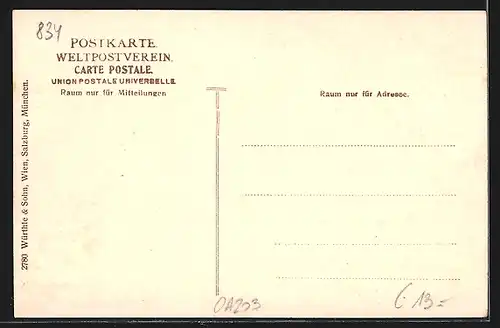 834
POSTKARTE.
WELTPOSTVEREIN.
CARTE POSTALE.
UNION POSTALE UNIVERSELLE.
Raum nur für Mitteilungen
Raum nur für Adresse.
2780 Würthle & Sohn, Wien, Salzburg, München.
OA203
€ 13.=